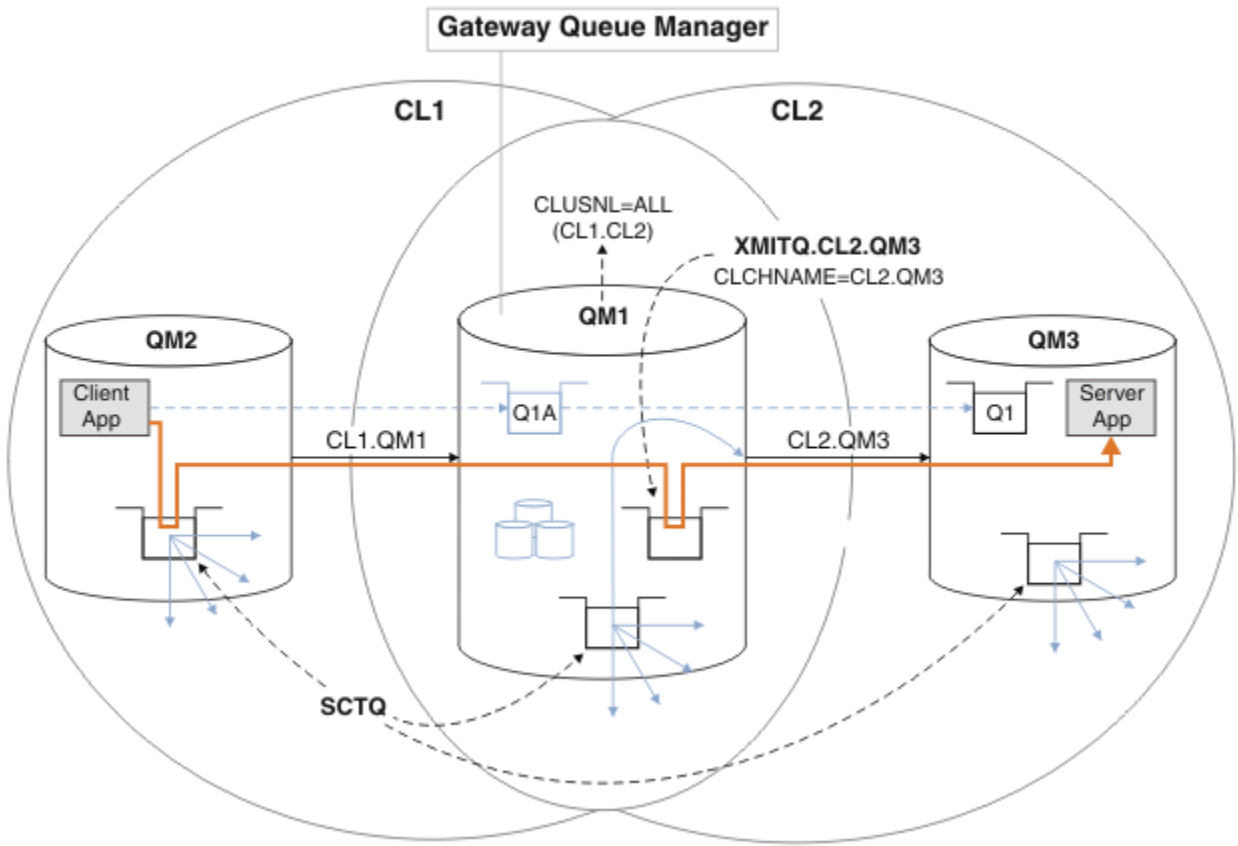 Gateway Queue Manager
CL1
CL2
CLUSNL=ALL
(CL1.CL2)
XMITQ.CL2.QM3
CLCHNAME=CL2.QM3
QM2
QM1
QM3
Client
App
Q1A
Q1
Server
App
CL1.QM1
CL2.QM3
SCTQ